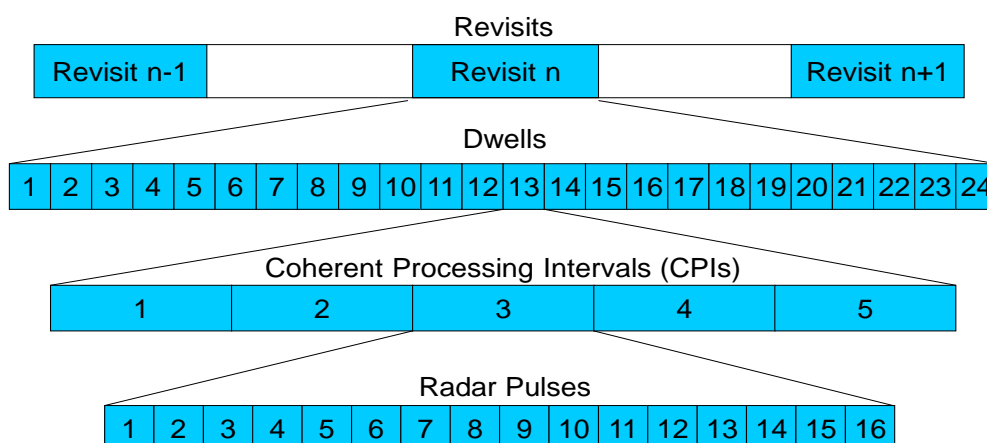 Revisits
Revisit n-1 Revisit n Revisit n+1
Dwells
1 2 3 4 5 6 7 8 9 10 11 12 13 14 15 16 17 18 19 20 21 22 23 24
Coherent Processing Intervals (CPIs)
1 2 3 4 5
Radar Pulses
1 2 3 4 5 6 7 8 9 10 11 12 13 14 15 16